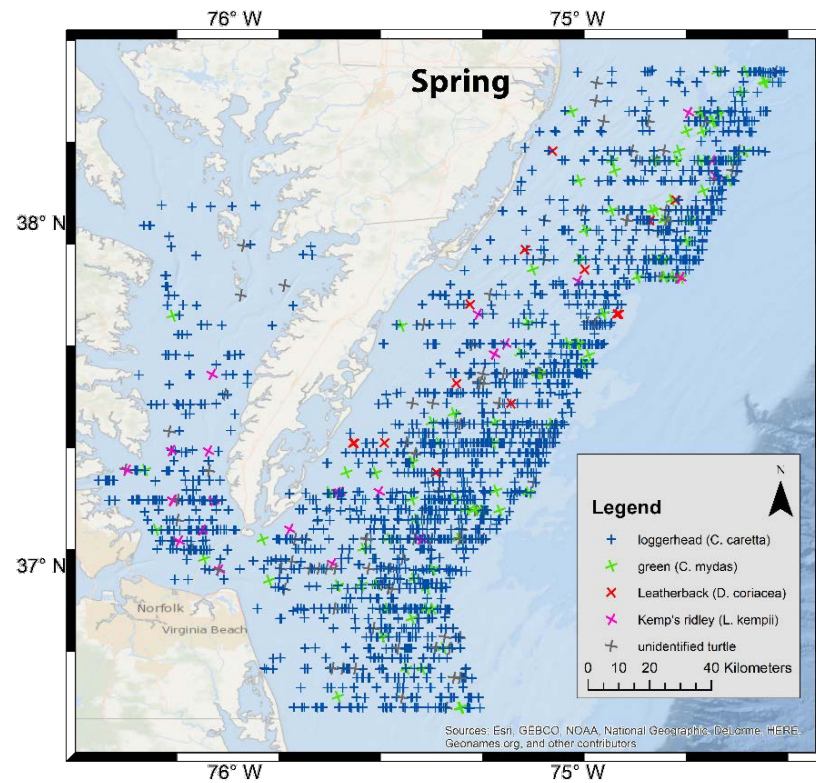 76° W
75° W
Spring
38° N
37° N
Norfolk
Virginia Beach
N
Legend
loggerhead (C. caretta)
green (C. mydas)
Leatherback (D. coriacea)
Kemp's ridley (L. kempii)
unidentified turtle
0 5 10 20 30 40 Kilometers
Sources: Esri, GEBCO, NOAA, National Geographic, DeLorme, HERE,
Geonames.org, and other contributors
76° W
75° W